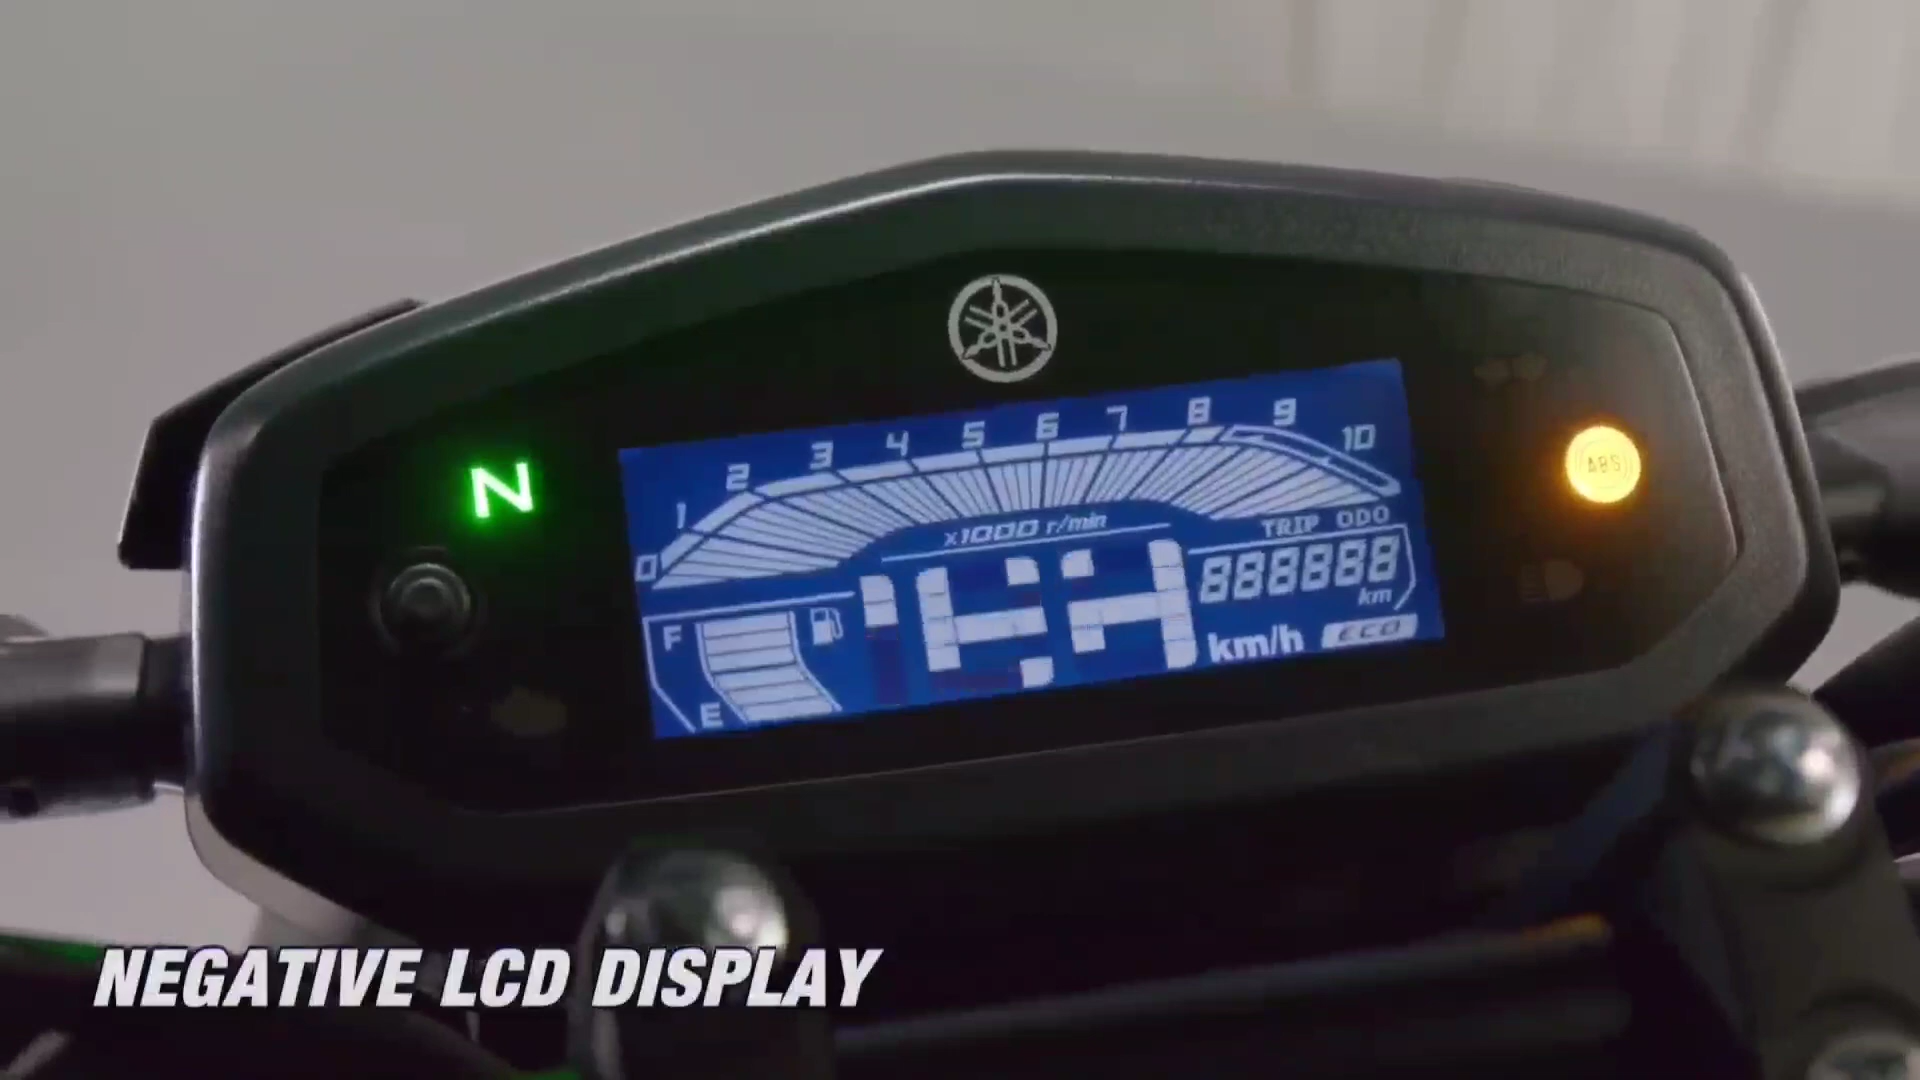 0 1 2 3 4 5 6 7 8 9 10
x1000 r/min
N
ABS
TRIP ODO
888888
km
F
E
km/h
ECO
NEGATIVE LCD DISPLAY